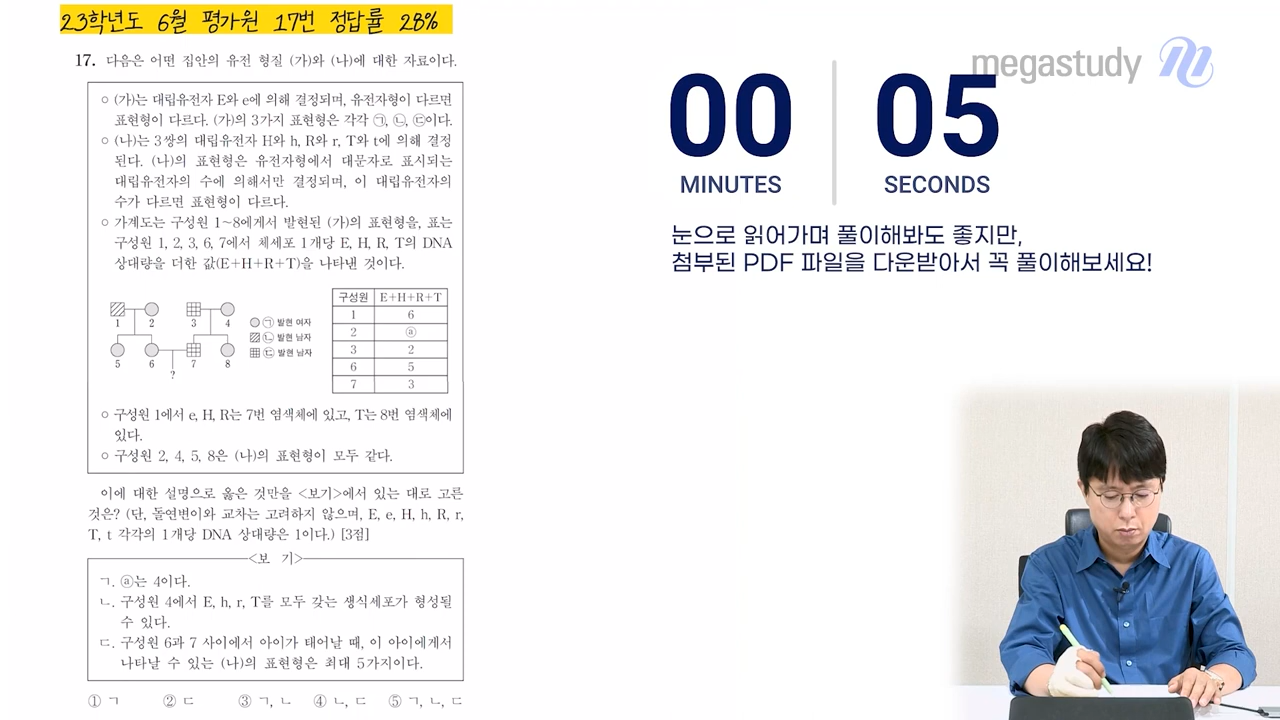 23학년도 6월 평가원 17번 정답률 28%
17. 다음은 어떤 집안의 유전 형질 (가)와 (나)에 대한 자료이다.
○ (가)는 대립유전자 E와 e에 의해 결정되며, 유전자형이 다르면
표현형이 다르다. (가)의 3가지 표현형은 각각 ㉠, ㉡, ㉢이다.
○ (나)는 3쌍의 대립유전자 H와 h, R와 r, T와 t에 의해 결정
된다. (나)의 표현형은 유전자형에서 대문자로 표시되는
대립유전자의 수에 의해서만 결정되며, 이 대립유전자의
수가 다르면 표현형이 다르다.
○ 가계도는 구성원 1~8에게서 발현된 (가)의 표현형을, 표는
구성원 1, 2, 3, 6, 7에서 체세포 1개당 E, H, R, T의 DNA
상대량을 더한 값(E+H+R+T)을 나타낸 것이다.
1 2 3 4
5 6 7 8
?
㉠ 발현 여자
㉡ 발현 남자
㉢ 발현 남자
구성원 E+H+R+T
1 6
2 ⓐ
3 2
6 5
7 3
○ 구성원 1에서 e, H, R는 7번 염색체에 있고, T는 8번 염색체에
있다.
○ 구성원 2, 4, 5, 8은 (나)의 표현형이 모두 같다.
이에 대한 설명으로 옳은 것만을 <보기>에서 있는 대로 고른
것은? (단, 돌연변이와 교차는 고려하지 않으며, E, e, H, h, R, r,
T, t 각각의 1개당 DNA 상대량은 1이다.) [3점]
<보 기>
ㄱ. ⓐ는 4이다.
ㄴ. 구성원 4에서 E, h, r, T를 모두 갖는 생식세포가 형성될
수 있다.
ㄷ. 구성원 6과 7 사이에서 아이가 태어날 때, 이 아이에게서
나타날 수 있는 (나)의 표현형은 최대 5가지이다.
① ㄱ ② ㄷ ③ ㄱ, ㄴ ④ ㄴ, ㄷ ⑤ ㄱ, ㄴ, ㄷ
megastudy
00 05
MINUTES SECONDS
눈으로 읽어가며 풀이해봐도 좋지만,
첨부된 PDF 파일을 다운받아서 꼭 풀이해보세요!